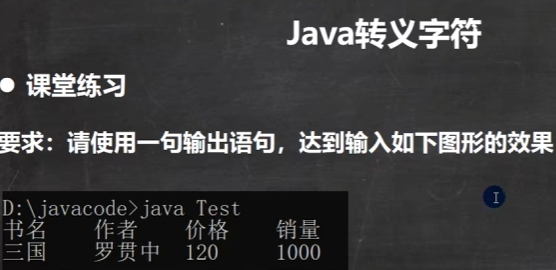 Java转义字符
课堂练习
要求：请使用一句输出语句，达到输入如下图形的效果
D:\javacode>java Test
书名 作者 价格 销量
三国 罗贯中 120 1000